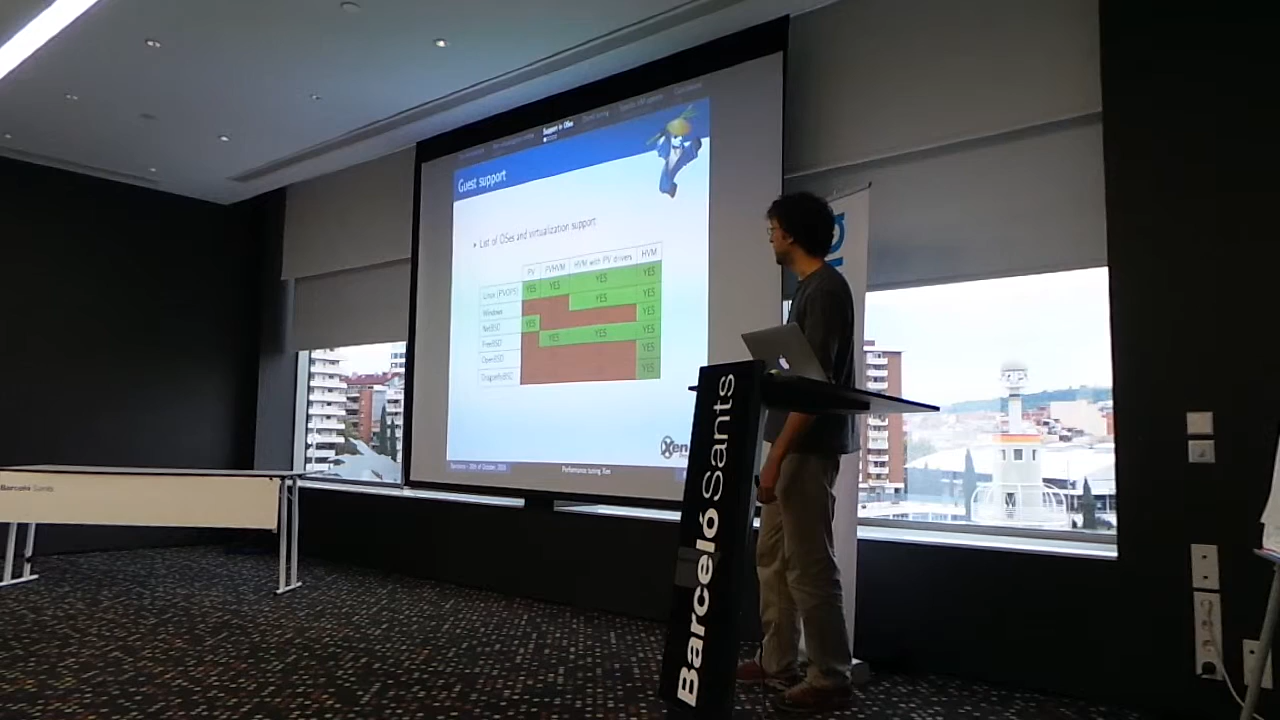 Support in OSes
Guest support
List of OSes and virtualization support
PV PVHVM HVM with PV drivers HVM
Linux (PVOPS) YES YES YES YES
Windows YES YES
NetBSD YES YES
FreeBSD YES YES YES
OpenBSD YES
DragonflyBSD YES
Xen
Performance tuning Xen
Barceló Sants
Barceló Sants